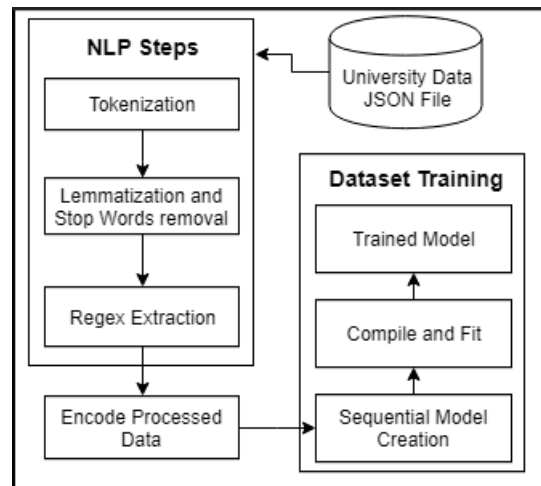 NLP Steps
Tokenization
Lemmatization and
Stop Words removal
Regex Extraction
Encode Processed
Data
University Data
JSON File
Dataset Training
Trained Model
Compile and Fit
Sequential Model
Creation